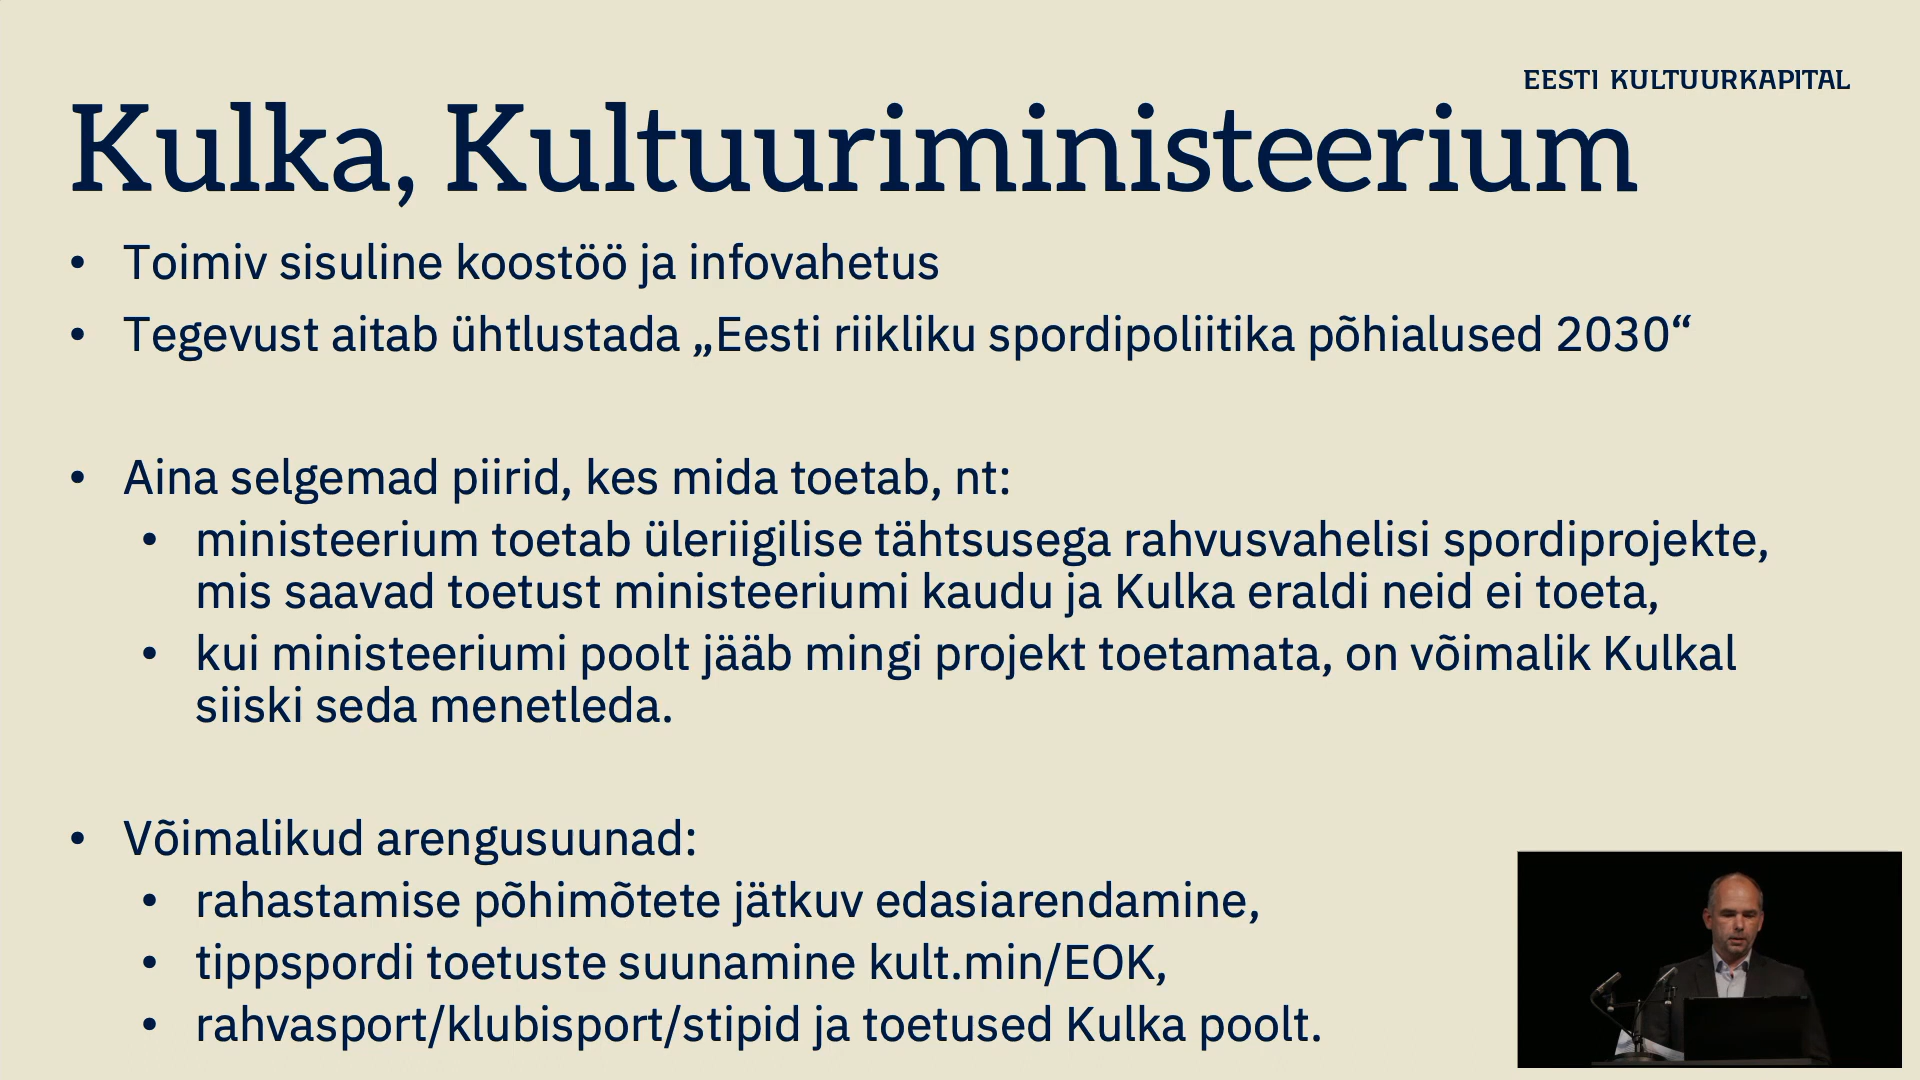 EESTI KULTUURKAPITAL
Kulka, Kultuuriministeerium
• Toimiv sisuline koostöö ja infovahetus
• Tegevust aitab ühtlustada „Eesti riikliku spordipoliitika põhialused 2030“
• Aina selgemad piirid, kes mida toetab, nt:
• ministeerium toetab üleriigilise tähtsusega rahvusvahelisi spordiprojekte,
mis saavad toetust ministeeriumi kaudu ja Kulka eraldi neid ei toeta,
• kui ministeeriumi poolt jääb mingi projekt toetamata, on võimalik Kulkal
siiski seda menetleda.
• Võimalikud arengusuunad:
• rahastamise põhimõtete jätkuv edasiarendamine,
• tippspordi toetuste suunamine kult.min/EOK,
• rahvasport/klubisport/stipid ja toetused Kulka poolt.